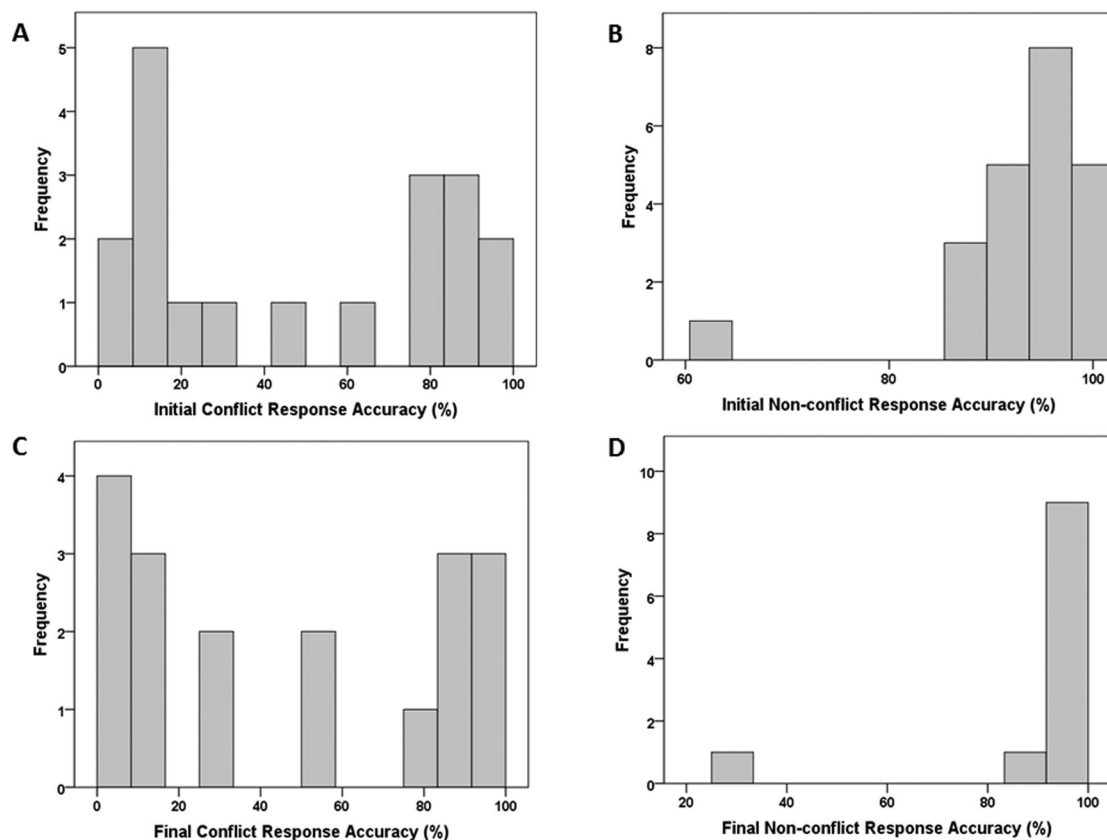 A
5
4
3
2
1
0
Frequency
0 20 40 60 80 100
Initial Conflict Response Accuracy (%)
B
8
6
4
2
0
Frequency
60 80 100
Initial Non-conflict Response Accuracy (%)
C
4
3
2
1
0
Frequency
0 20 40 60 80 100
Final Conflict Response Accuracy (%)
D
10
8
6
4
2
0
Frequency
20 40 60 80 100
Final Non-conflict Response Accuracy (%)